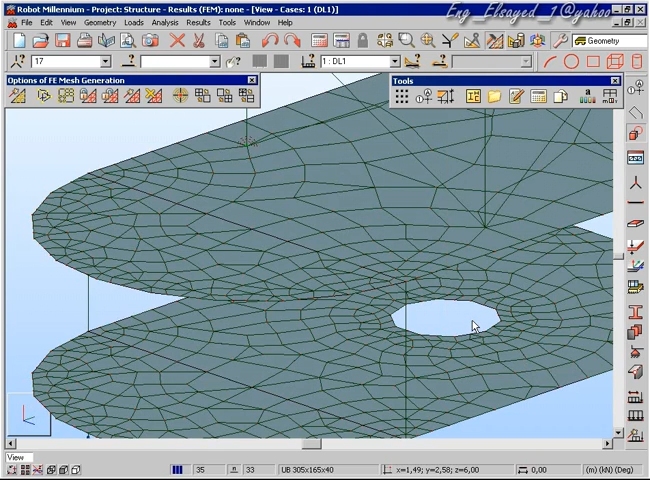 Robot Millennium - Project: Structure - Results (FEM): none - [View - Cases: 1 (DL1)]
Eng_Elsayed_1@yahoo
File Edit View Geometry Loads Analysis Results Tools Window Help
Geometry
17
1 : DL1
Options of FE Mesh Generation
Tools
View
35
33
UB 305x165x40
x=1,49; y=2,58; z=6,00
0,00
(m) (kN) (Deg)